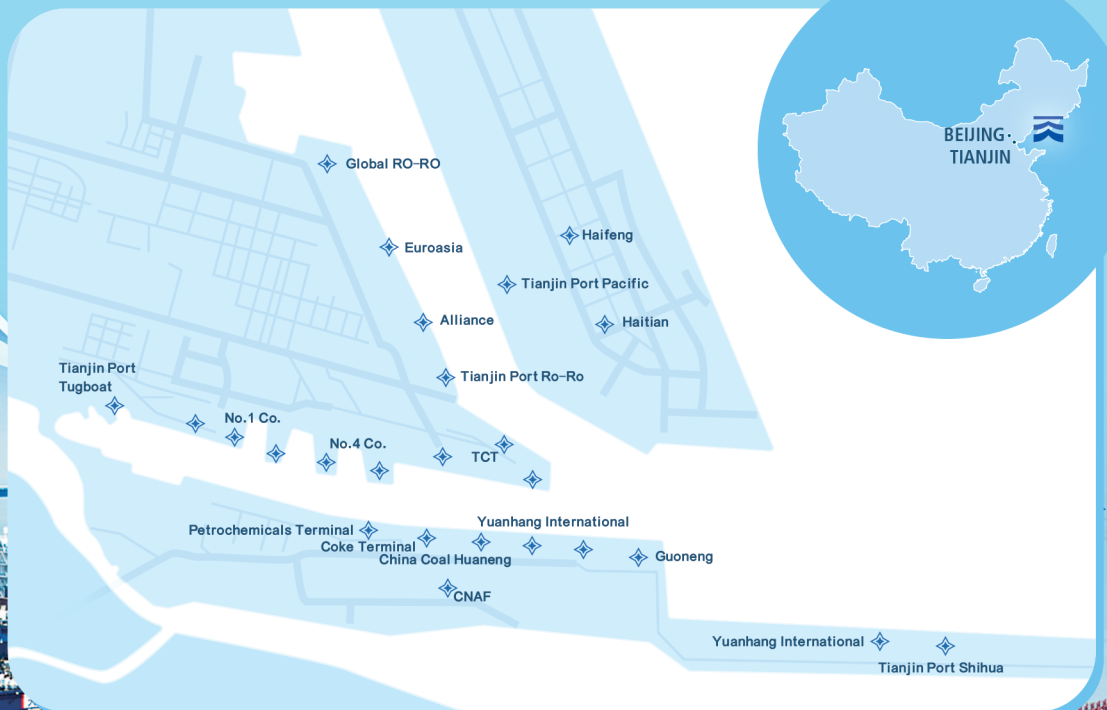 BEIJING
TIANJIN
Global RO-RO
Haifeng
Euroasia
Tianjin Port Pacific
Alliance
Haitian
Tianjin Port
Tugboat
Tianjin Port Ro-Ro
No.1 Co.
No.4 Co.
TCT
Yuanhang International
Petrochemicals Terminal
Coke Terminal
China Coal Huaneng
Guoneng
CNAF
Yuanhang International
Tianjin Port Shihua